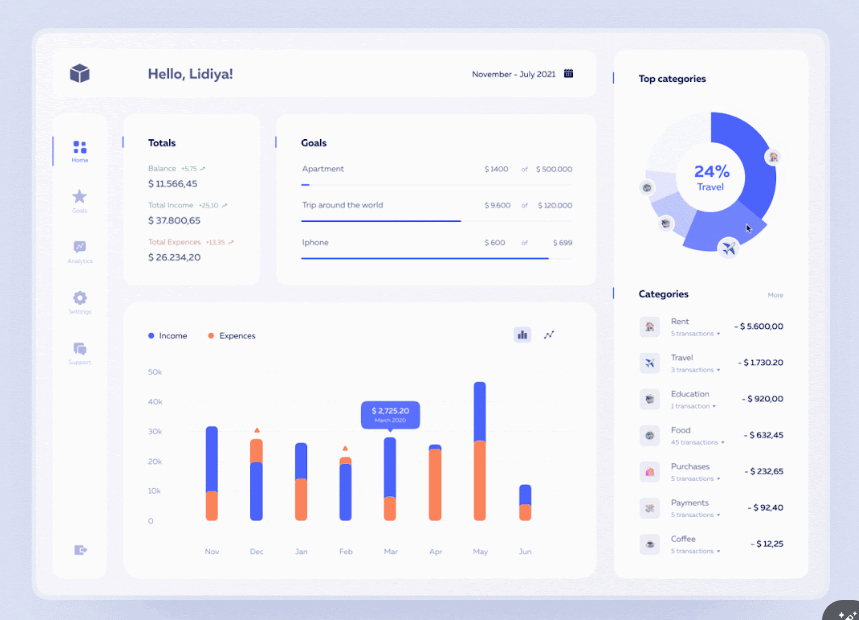 Hello, Lidiya!
November - July 2021
Home
Goals
Analytics
Settings
Support
Totals
Balance +5,75
$ 11.566,45
Total Income +25,10
$ 37.800,65
Total Expences +13,35
$ 26.234,20
Goals
Apartment $ 1400 of $ 500.000
Trip around the world $ 9.600 of $ 120.000
Iphone $ 600 of $ 699
Income Expences
$ 2,725.20
March 2020
50k
40k
30k
20k
10k
0
Nov Dec Jan Feb Mar Apr May Jun
Top categories
24%
Travel
Categories More
Rent - $ 5.600,00
5 transactions
Travel - $ 1.730.20
3 transactions
Education - $ 920,00
1 transaction
Food - $ 632,45
45 transactions
Purchases - $ 232,65
5 transactions
Payments - $ 92,40
5 transactions
Coffee - $ 12,25
5 transactions